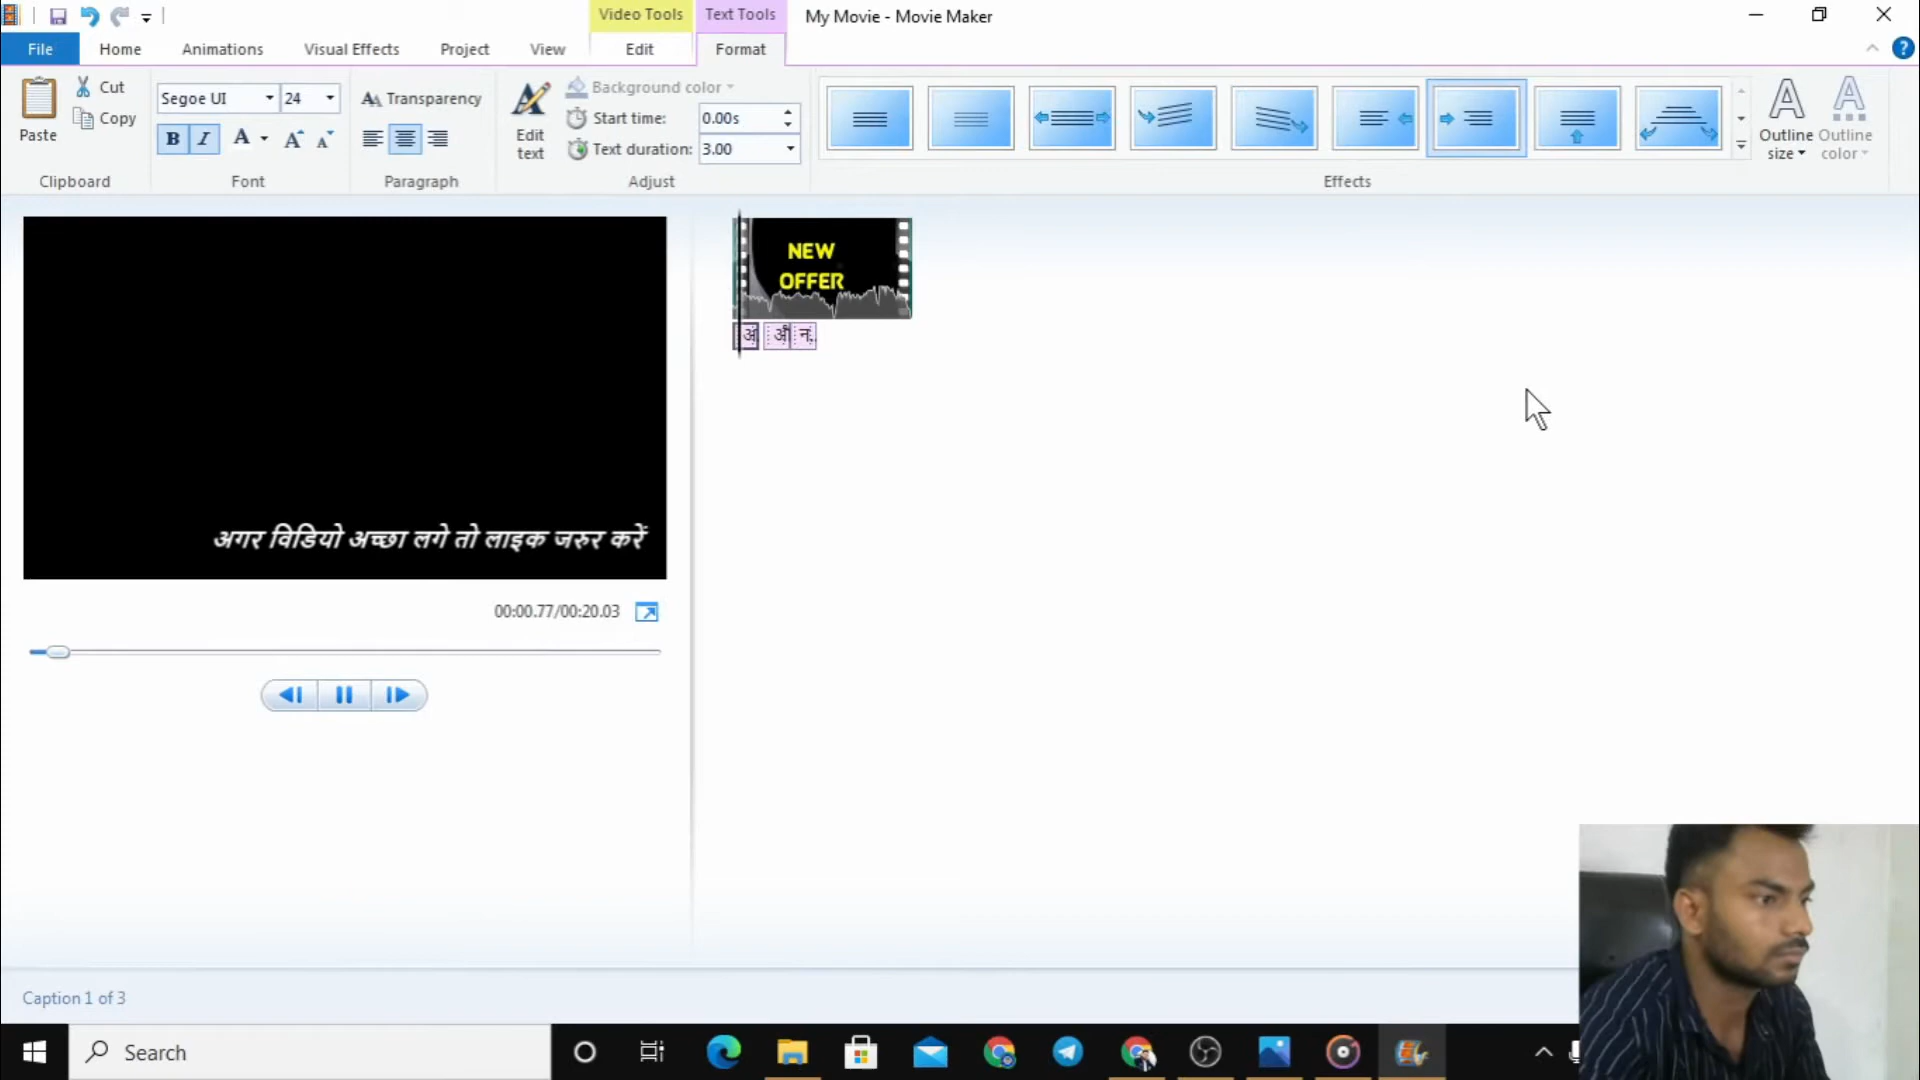 Video Tools
Text Tools
My Movie - Movie Maker
File
Home
Animations
Visual Effects
Project
View
Edit
Format
Paste
Cut
Copy
Clipboard
Segoe UI
24
B I A A A
Font
Transparency
Paragraph
Edit text
Background color
Start time: 0.00s
Text duration: 3.00
Adjust
Effects
Outline size
Outline color
NEW
OFFER
अ
न..
अगर विडियो अच्छा लगे तो लाइक जरुर करें
00:00.77/00:20.03
Caption 1 of 3
Search